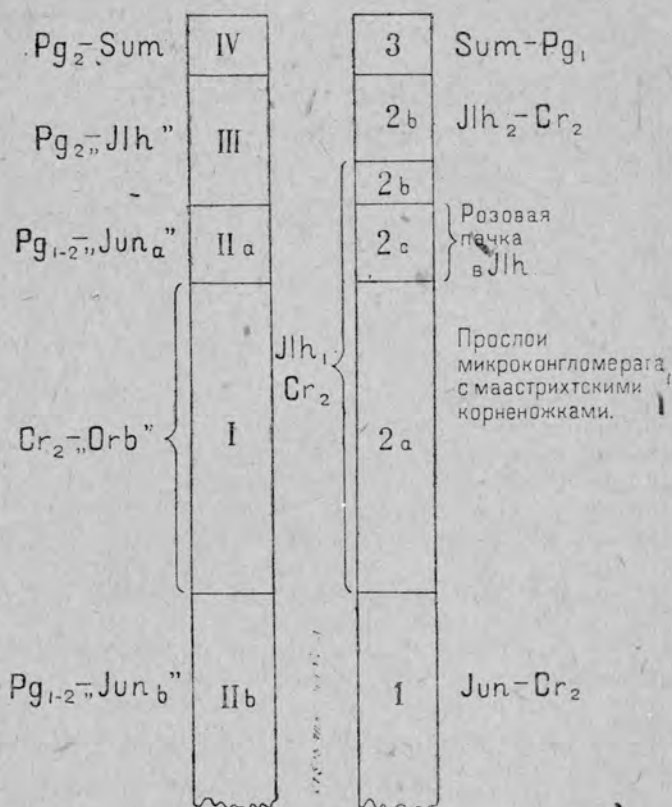 Pg₂-Sum IV 3 Sum-Pg₁
Pg₂-„Jlh” III 2b Jlh₂-Cr₂
2b
Pg₁₋₂-„Junₐ” IIa 2c Розовая
пачка
в Jlh
Jlh₁
Cr₂
Прослои
микроконгломерата
с маастрихтскими
корненожками.
Cr₂-„Orb” I 2a
Pg₁₋₂-„Jun_b” IIb 1 Jun-Cr₂